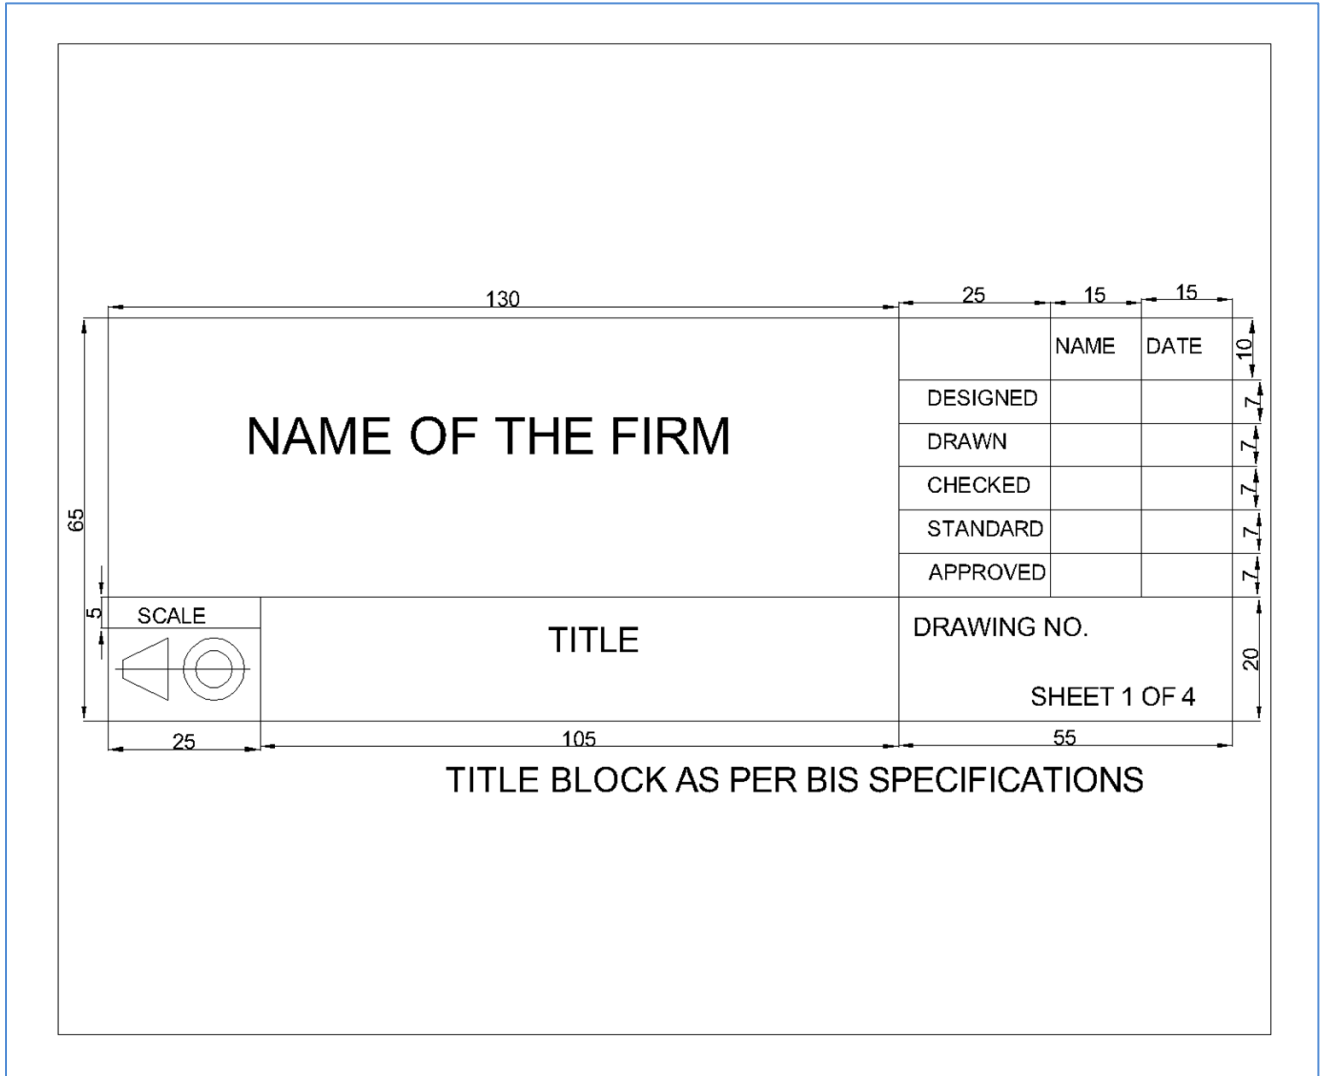 130
25
15
15
NAME
DATE
10
NAME OF THE FIRM
DESIGNED
7
DRAWN
7
CHECKED
7
65
STANDARD
7
APPROVED
7
5
SCALE
TITLE
DRAWING NO.
20
SHEET 1 OF 4
25
105
55
TITLE BLOCK AS PER BIS SPECIFICATIONS